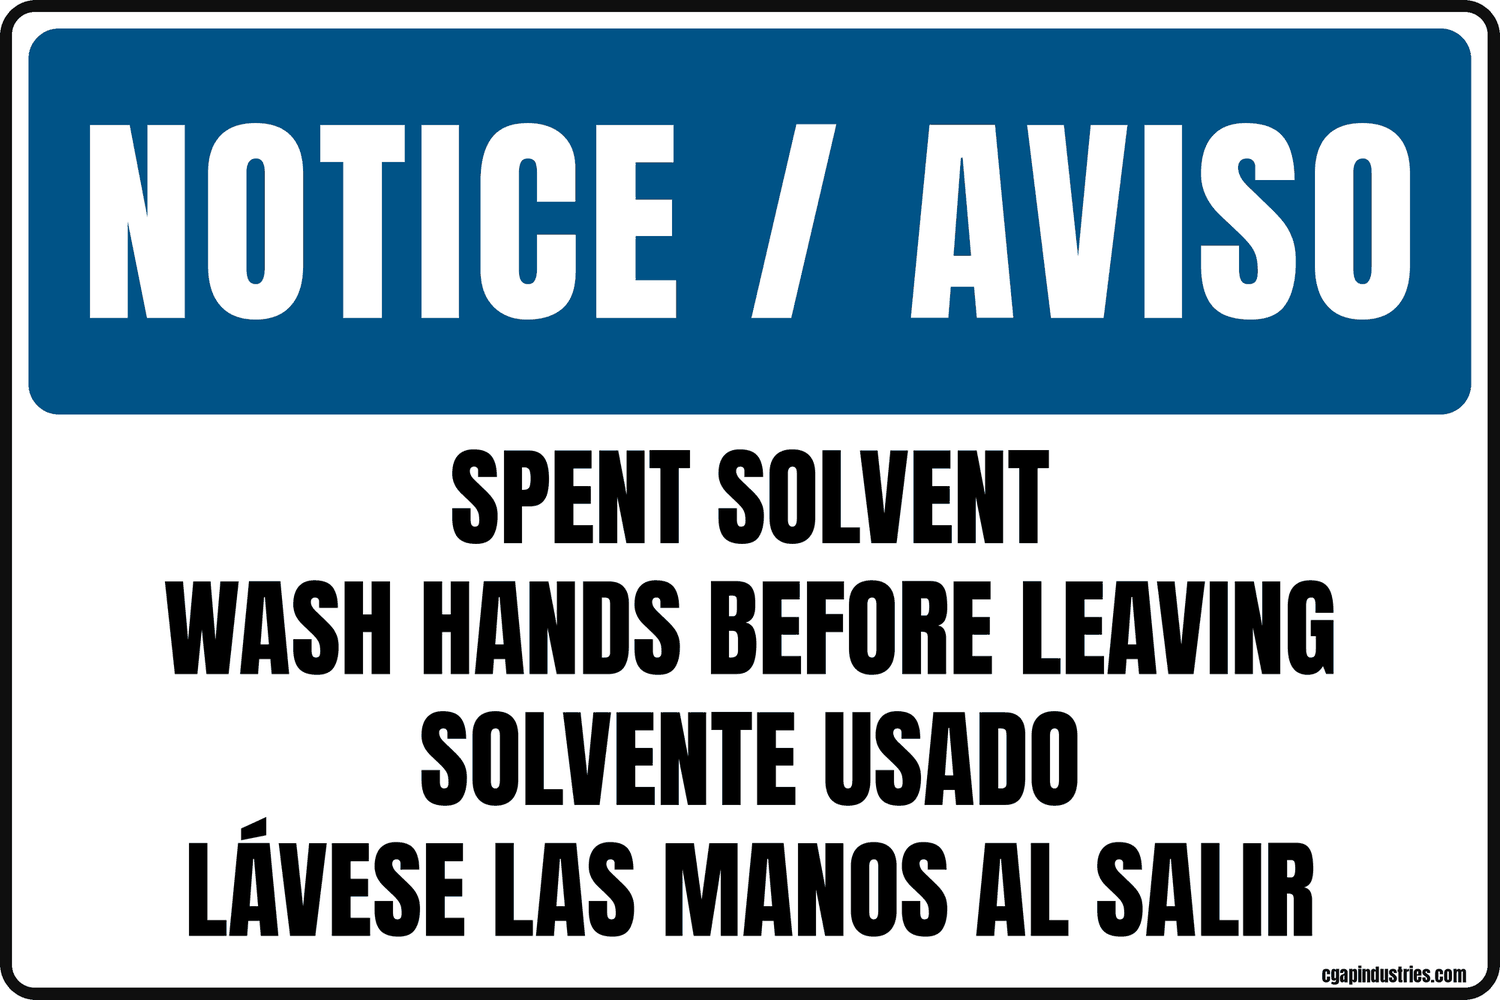 NOTICE / AVISO
SPENT SOLVENT
WASH HANDS BEFORE LEAVING
SOLVENTE USADO
LÁVESE LAS MANOS AL SALIR
cgapindustries.com